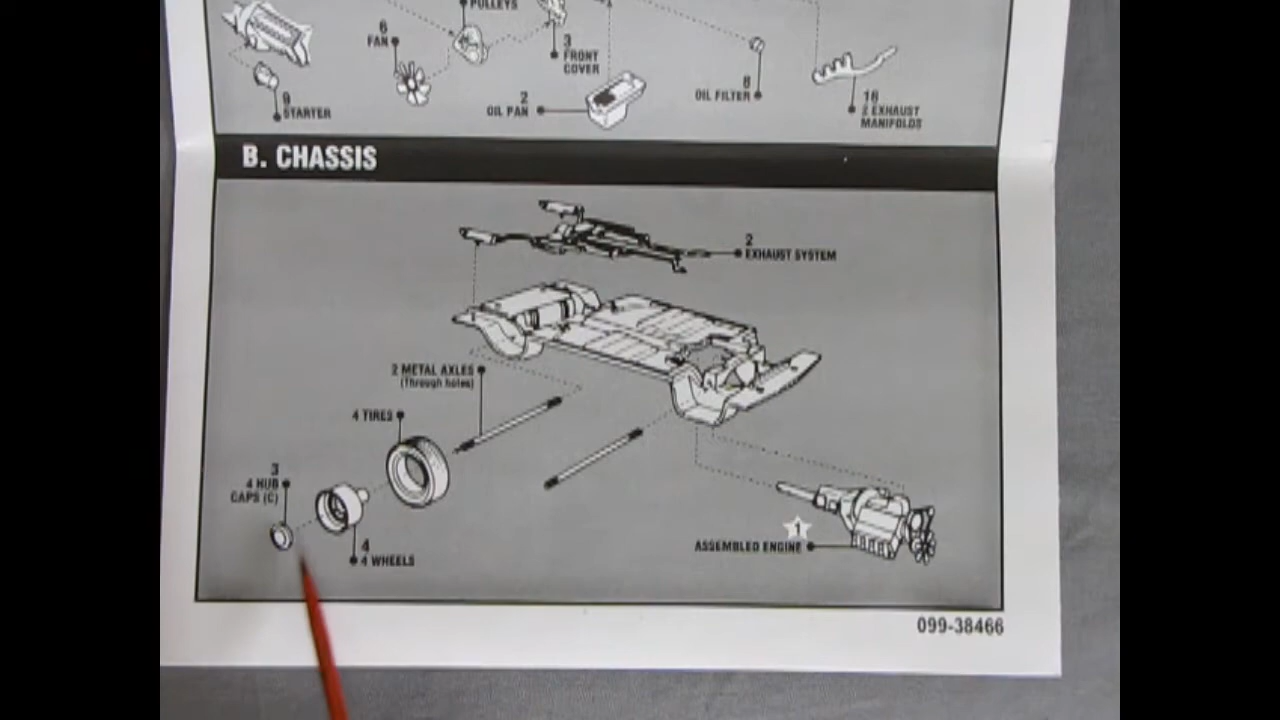 PULLEYS
6
FAN
3
FRONT
COVER
9
STARTER
2
OIL PAN
8
OIL FILTER
16
2 EXHAUST
MANIFOLDS
B. CHASSIS
2
EXHAUST SYSTEM
2 METAL AXLES
(Through holes)
4 TIRES
3
4 HUB
CAPS (C)
4
4 WHEELS
1
ASSEMBLED ENGINE
099-38466